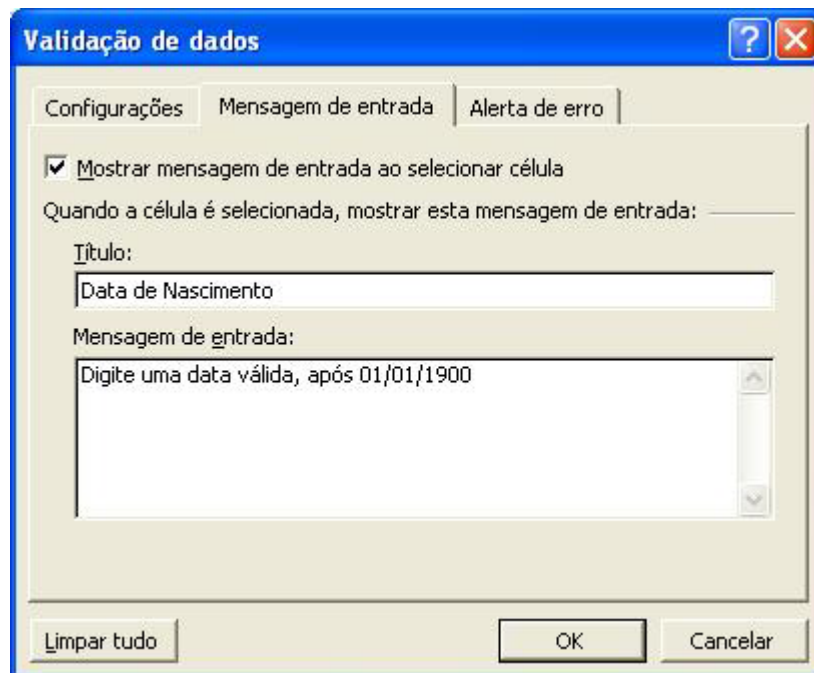 Validação de dados
Configurações Mensagem de entrada Alerta de erro
Mostrar mensagem de entrada ao selecionar célula
Quando a célula é selecionada, mostrar esta mensagem de entrada:
Título:
Data de Nascimento
Mensagem de entrada:
Digite uma data válida, após 01/01/1900
Limpar tudo OK Cancelar